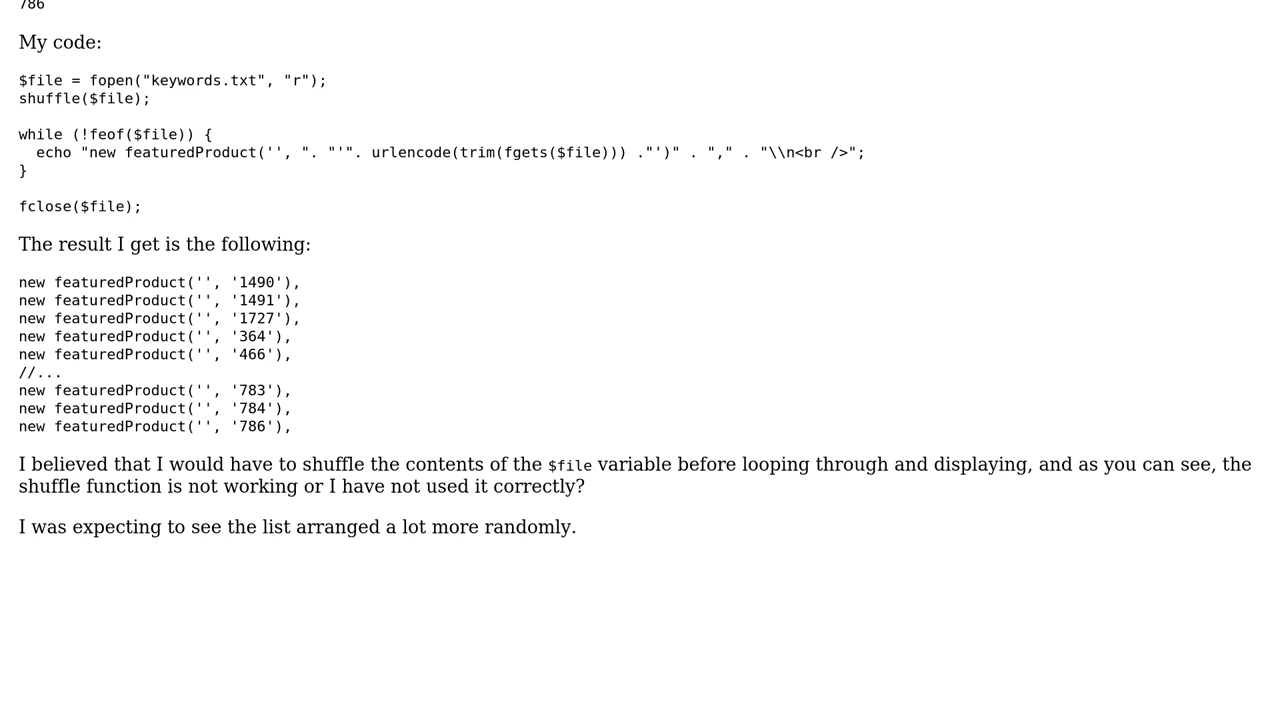 786
My code:
$file = fopen("keywords.txt", "r");
shuffle($file);
while (!feof($file)) {
  echo "new featuredProduct('', ". "'". urlencode(trim(fgets($file))) ."')" . "," . "\\n<br />";
}
fclose($file);
The result I get is the following:
new featuredProduct('', '1490'),
new featuredProduct('', '1491'),
new featuredProduct('', '1727'),
new featuredProduct('', '364'),
new featuredProduct('', '466'),
//...
new featuredProduct('', '783'),
new featuredProduct('', '784'),
new featuredProduct('', '786'),
I believed that I would have to shuffle the contents of the $file variable before looping through and displaying, and as you can see, the
shuffle function is not working or I have not used it correctly?
I was expecting to see the list arranged a lot more randomly.